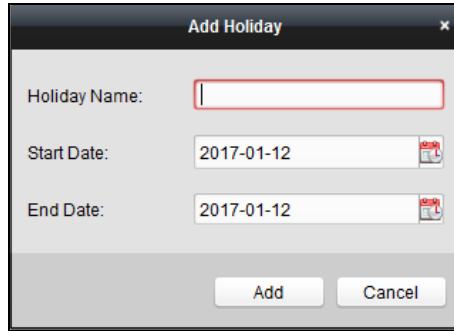 Add Holiday ×
Holiday Name:
Start Date: 2017-01-12
End Date: 2017-01-12
Add Cancel